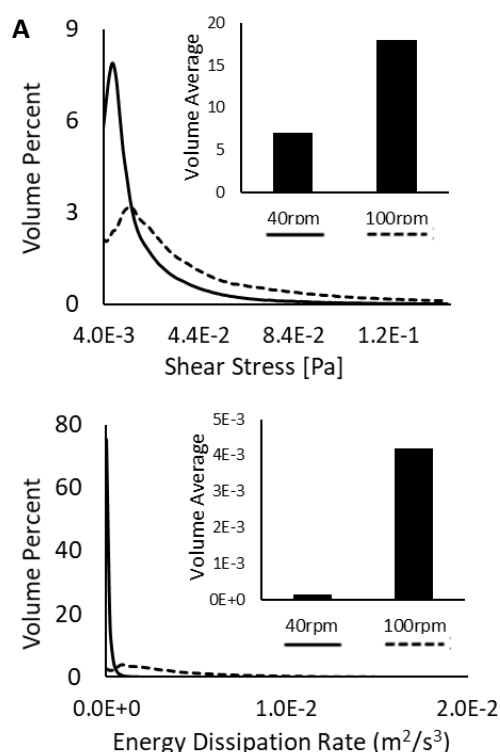 A
9
6
3
0
Volume Percent
20
15
10
5
0
Volume Average
40rpm 100rpm
4.0E-3 4.4E-2 8.4E-2 1.2E-1
Shear Stress [Pa]
80
60
40
20
0
Volume Percent
5E-3
4E-3
3E-3
2E-3
1E-3
0E+0
Volume Average
40rpm 100rpm
0.0E+0 1.0E-2 2.0E-2
Energy Dissipation Rate (m²/s³)